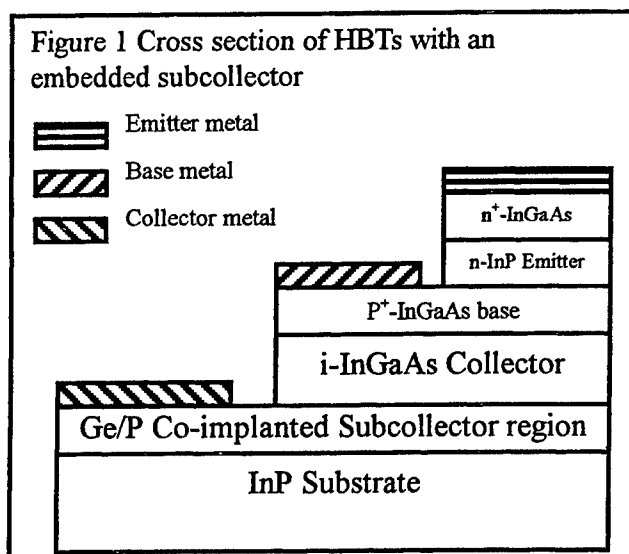 Figure 1 Cross section of HBTs with an
embedded subcollector
Emitter metal
Base metal
Collector metal
n⁺-InGaAs
n-InP Emitter
P⁺-InGaAs base
i-InGaAs Collector
Ge/P Co-implanted Subcollector region
InP Substrate